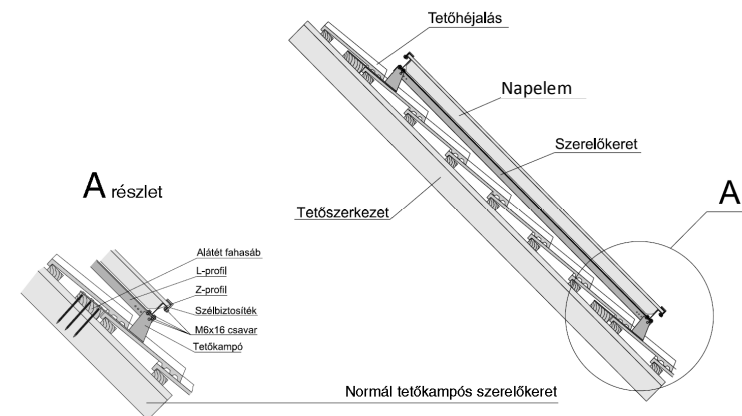 Tetőhéjalás
Napelem
Szerelőkeret
Tetőszerkezet
A
A részlet
Alátét fahasáb
L-profil
Z-profil
Szélbiztosíték
M6x16 csavar
Tetőkampó
Normál tetőkampós szerelőkeret